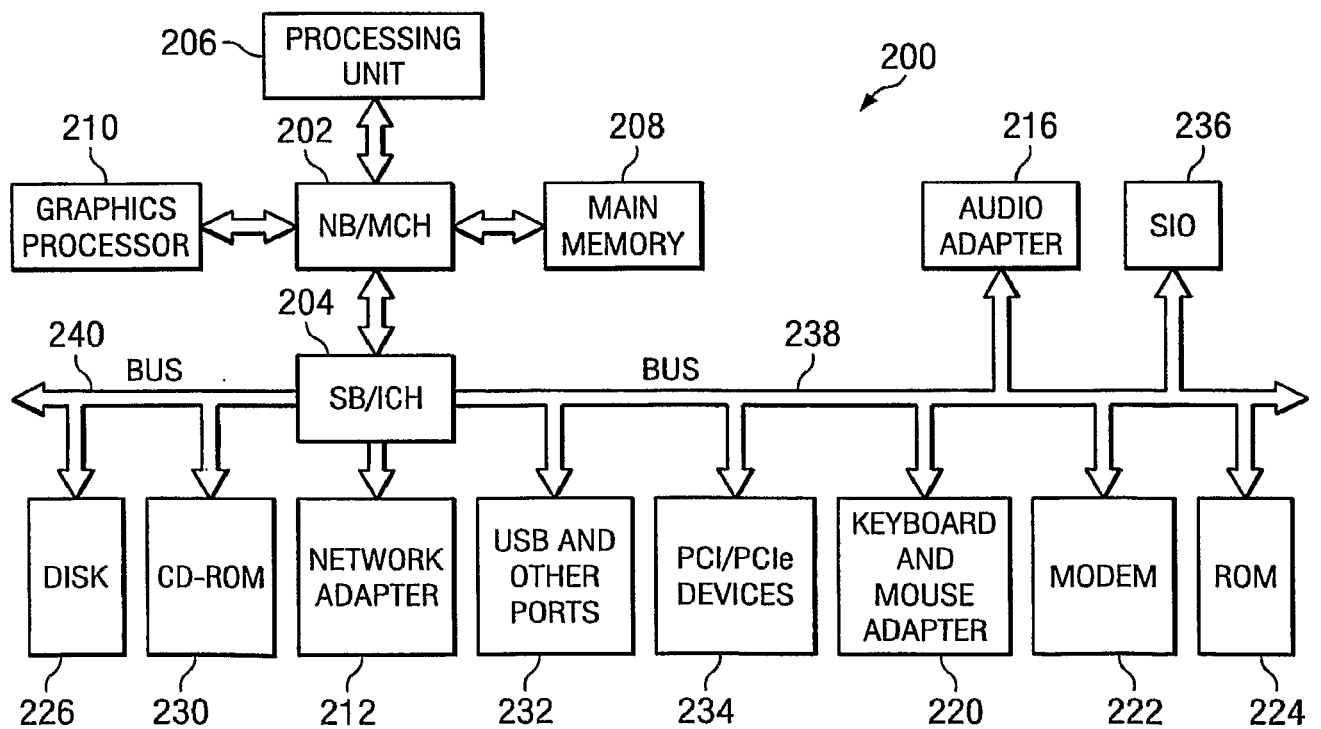 206
PROCESSING
UNIT
200
210
202
208
216
236
GRAPHICS
PROCESSOR
NB/MCH
MAIN
MEMORY
AUDIO
ADAPTER
SIO
240
204
238
BUS
BUS
SB/ICH
DISK
CD-ROM
NETWORK
ADAPTER
USB AND
OTHER
PORTS
PCI/PCIe
DEVICES
KEYBOARD
AND
MOUSE
ADAPTER
MODEM
ROM
226
230
212
232
234
220
222
224